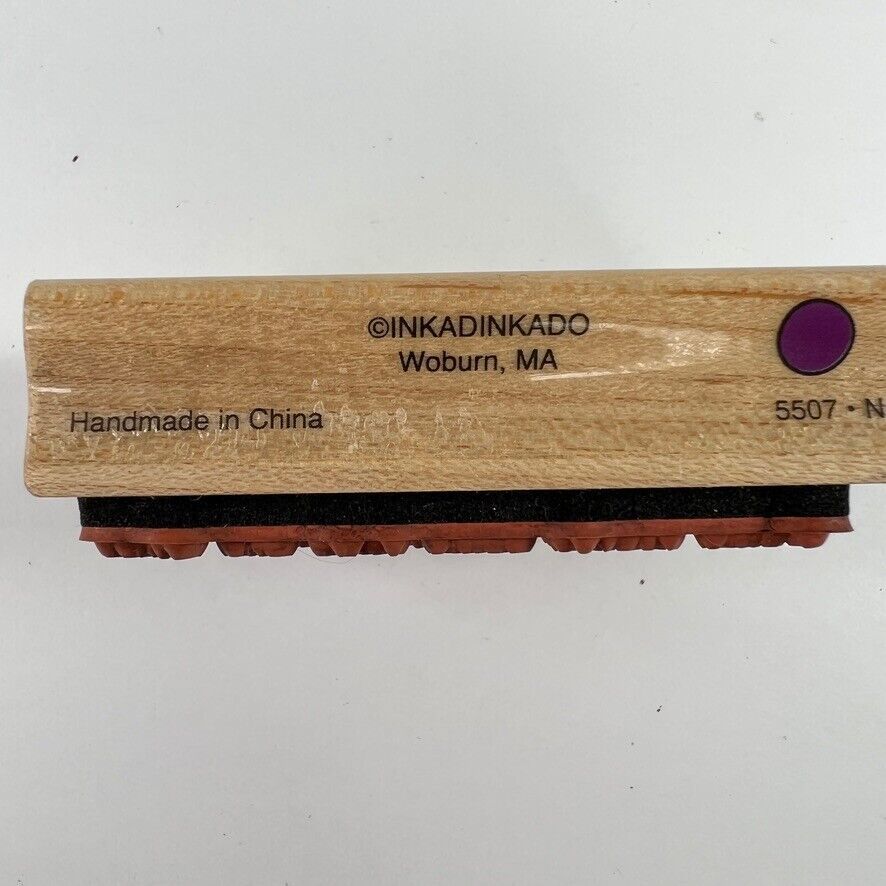 ©INKADINKADO
Woburn, MA
Handmade in China
5507 • N